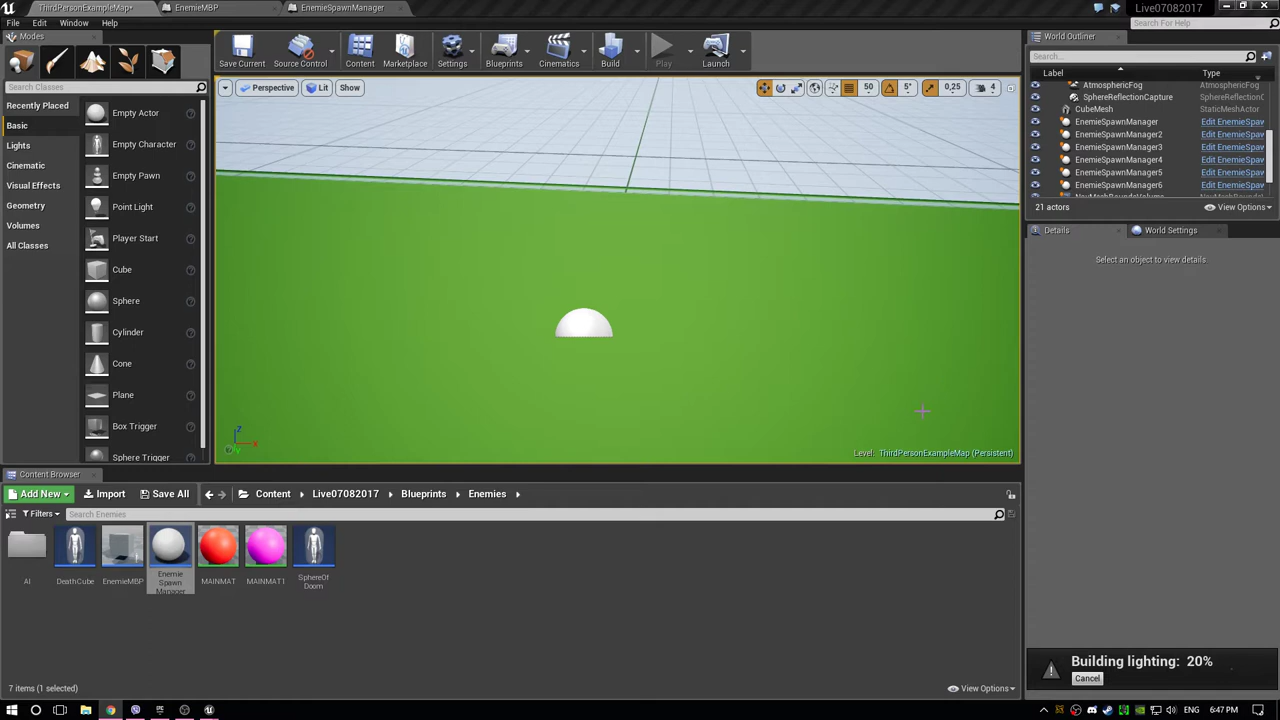 ThirdPersonExampleMap*
EnemieMBP
EnemieSpawnManager
Live07082017
File Edit Window Help
Search For Help
Modes
Save Current
Source Control
Content
Marketplace
Settings
Blueprints
Cinematics
Build
Play
Launch
Search Classes
Recently Placed
Basic
Lights
Cinematic
Visual Effects
Geometry
Volumes
All Classes
Empty Actor
Empty Character
Empty Pawn
Point Light
Player Start
Cube
Sphere
Cylinder
Cone
Plane
Box Trigger
Sphere Trigger
Perspective Lit Show
50 5° 0,25 4
Z X y
Level: ThirdPersonExampleMap (Persistent)
World Outliner
Search...
Label Type
AtmosphericFog AtmosphericFog
SphereReflectionCapture SphereReflectionC
CubeMesh StaticMeshActor
EnemieSpawnManager Edit EnemieSpaw
EnemieSpawnManager2 Edit EnemieSpaw
EnemieSpawnManager3 Edit EnemieSpaw
EnemieSpawnManager4 Edit EnemieSpaw
EnemieSpawnManager5 Edit EnemieSpaw
EnemieSpawnManager6 Edit EnemieSpaw
21 actors View Options
Details World Settings
Select an object to view details
Content Browser
Add New Import Save All Content Live07082017 Blueprints Enemies
Filters Search Enemies
AI
DeathCube
EnemieMBP
Enemie
Spawn
Manager
MAINMAT
MAINMAT1
SphereOf
Doom
7 items (1 selected) View Options
Building lighting: 20%
Cancel
ENG 6:47 PM